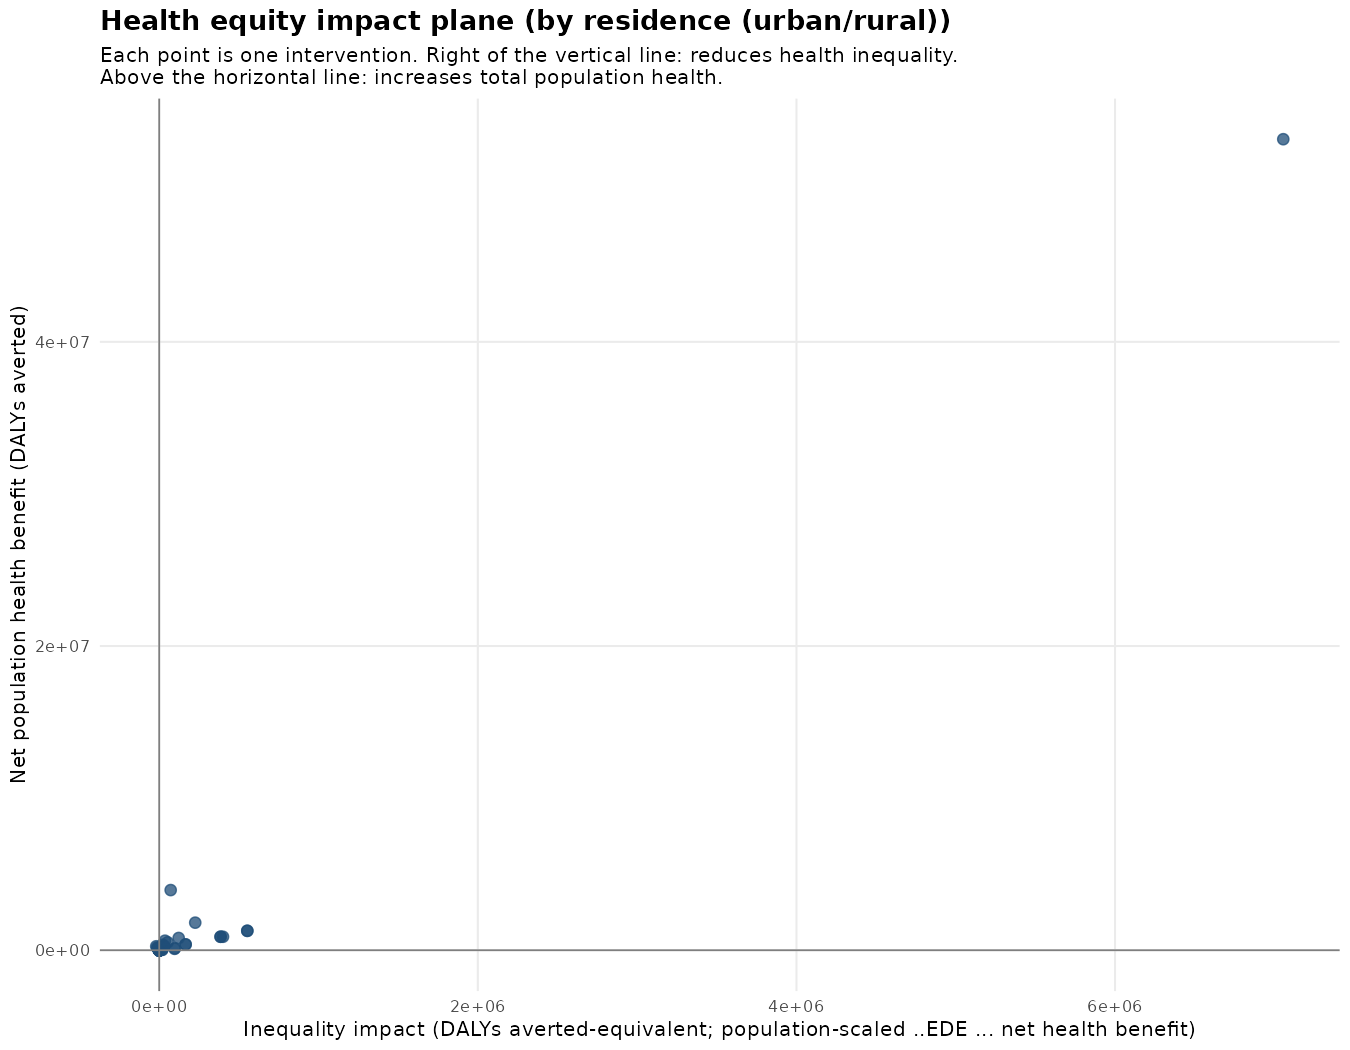 Health equity impact plane (by residence (urban/rural))
Each point is one intervention. Right of the vertical line: reduces health inequality.
Above the horizontal line: increases total population health.
Net population health benefit (DALYs averted)
4e+07
2e+07
0e+00
0e+00
2e+06
4e+06
6e+06
Inequality impact (DALYs averted-equivalent; population-scaled ..EDE ... net health benefit)